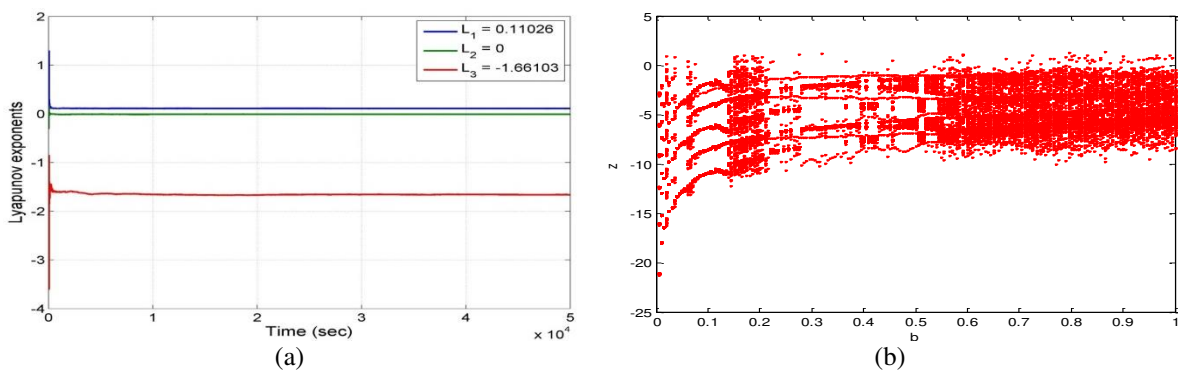 2
1
0
-1
-2
-3
-4
Lyapunov exponents
L1 = 0.11026
L2 = 0
L3 = -1.66103
0 1 2 3 4 5
x 10^4
Time (sec)
(a)
5
0
-5
-10
-15
-20
-25
z
0 0.1 0.2 0.3 0.4 0.5 0.6 0.7 0.8 0.9 1
b
(b)